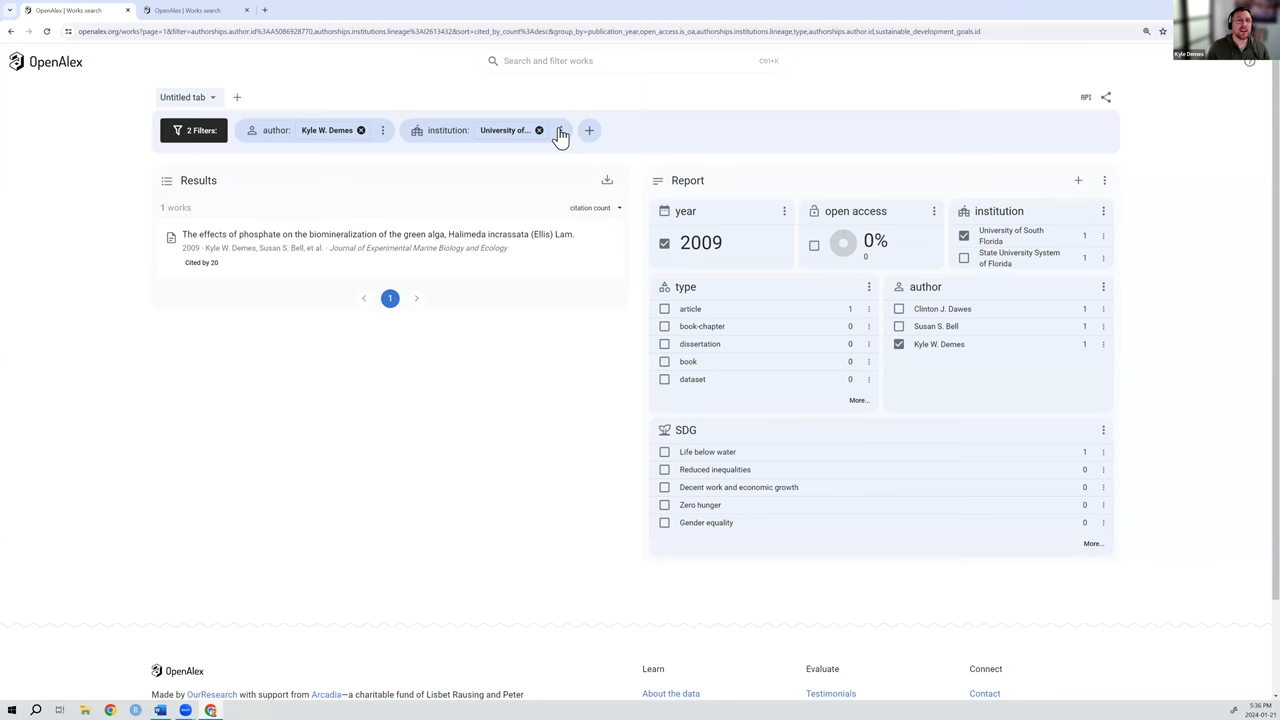 OpenAlex | Works search
OpenAlex | Works search
openalex.org/works?page=1&filter=authorships.author.id%3AA5086928770,authorships.institutions.lineage%3AI2613432&sort=cited_by_count%3Adesc&group_by=publication_year,open_access.is_oa,authorships.institutions.lineage,type,authorships.author.id,sustainable_development_goals.id
Kyle Demes
OpenAlex
Search and filter works
Ctrl+K
Untitled tab
API
2 Filters:
author: Kyle W. Demes
institution: University of...
Results
1 works
citation count
The effects of phosphate on the biomineralization of the green alga, Halimeda incrassata (Ellis) Lam.
2009 · Kyle W. Demes, Susan S. Bell, et al. · Journal of Experimental Marine Biology and Ecology
Cited by 20
1
Report
year
2009
open access
0%
0
institution
University of South Florida 1
State University System of Florida 1
type
article 1
book-chapter 0
dissertation 0
book 0
dataset 0
More...
author
Clinton J. Dawes 1
Susan S. Bell 1
Kyle W. Demes 1
SDG
Life below water 1
Reduced inequalities 0
Decent work and economic growth 0
Zero hunger 0
Gender equality 0
More...
OpenAlex
Made by OurResearch with support from Arcadia—a charitable fund of Lisbet Rausing and Peter
Learn
About the data
Evaluate
Testimonials
Connect
Contact
5:36 PM
2024-01-21